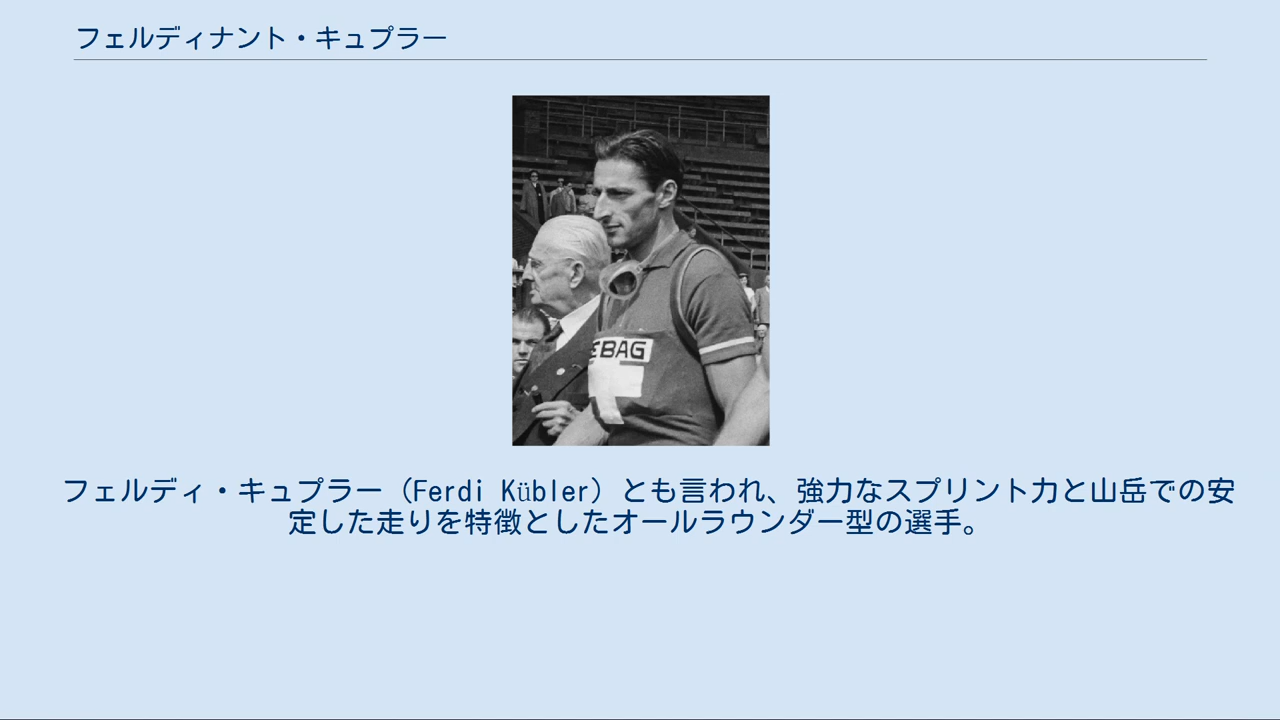 フェルディナント・キュプラー
EBAG
フェルディ・キュプラー（Ferdi Kübler）とも言われ、強力なスプリント力と山岳での安
定した走りを特徴としたオールラウンダー型の選手。